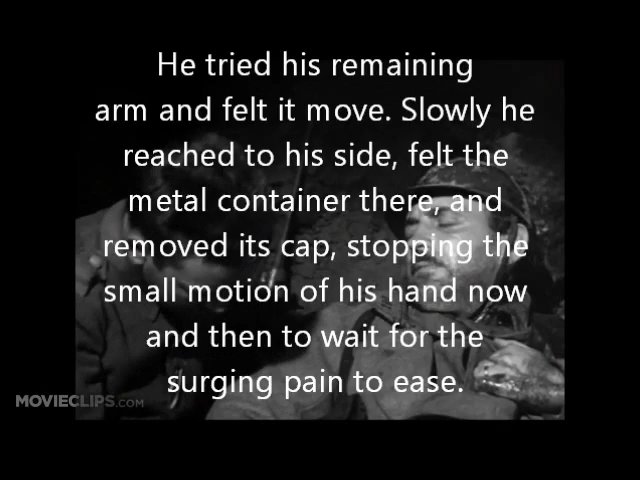 He tried his remaining
arm and felt it move. Slowly he
reached to his side, felt the
metal container there, and
removed its cap, stopping the
small motion of his hand now
and then to wait for the
surging pain to ease.
MOVIECLIPS.COM